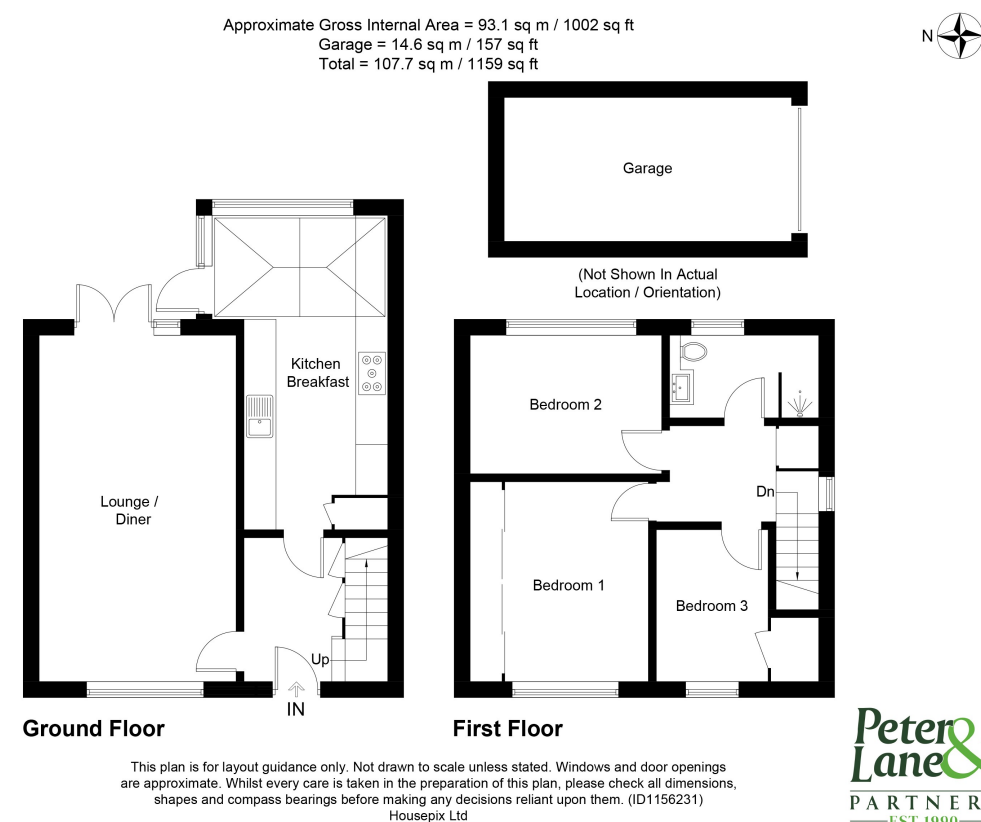 Approximate Gross Internal Area = 93.1 sq m / 1002 sq ft
Garage = 14.6 sq m / 157 sq ft
Total = 107.7 sq m / 1159 sq ft
N
Garage
(Not Shown In Actual
Location / Orientation)
Kitchen
Breakfast
Lounge /
Diner
Up
IN
Bedroom 2
Dn
Bedroom 1
Bedroom 3
Ground Floor
First Floor
This plan is for layout guidance only. Not drawn to scale unless stated. Windows and door openings
are approximate. Whilst every care is taken in the preparation of this plan, please check all dimensions,
shapes and compass bearings before making any decisions reliant upon them. (ID1156231)
Housepix Ltd
Peter &
Lane
PARTNER
EST 1990